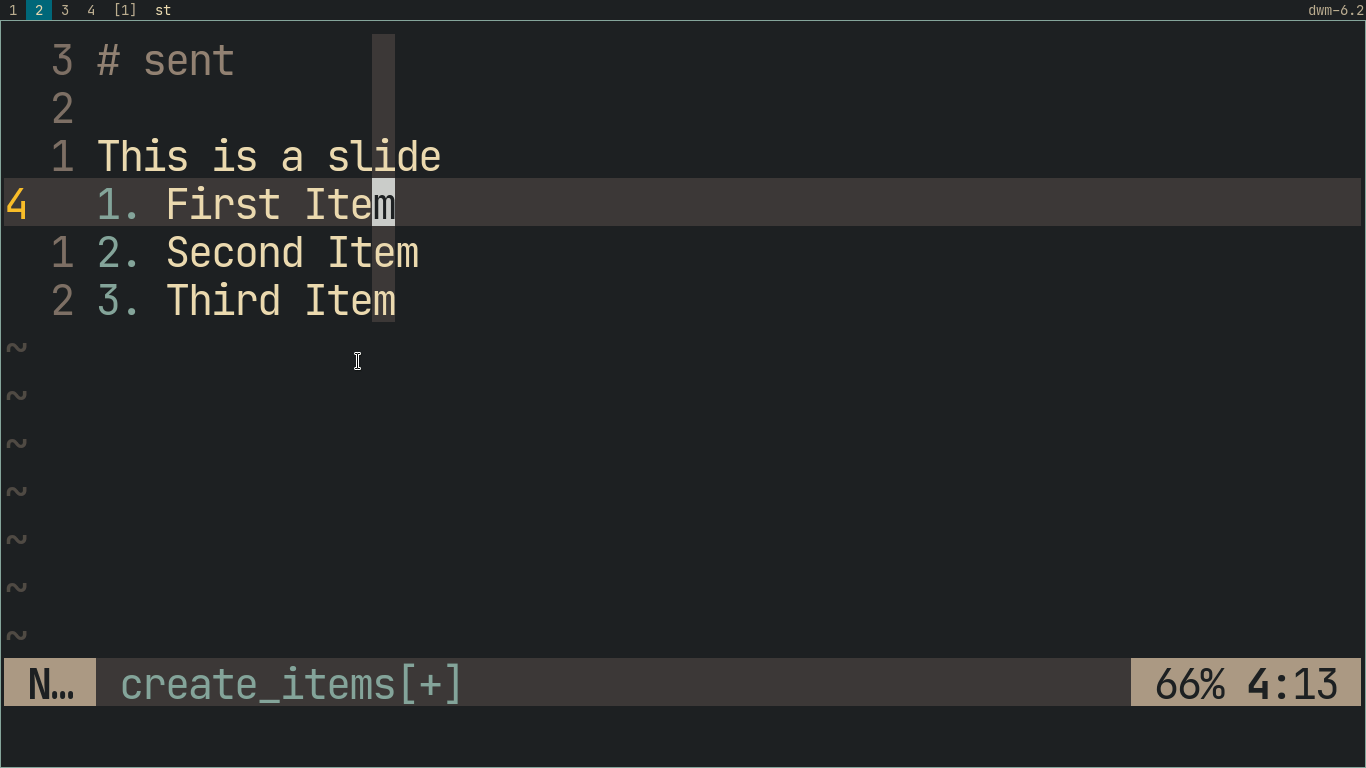 1 2 3 4 [1] st dwm-6.2
3 # sent
2
1 This is a slide
4 1. First Item
1 2. Second Item
2 3. Third Item
~
~
~
~
~
~
~
N… create_items[+] 66% 4:13